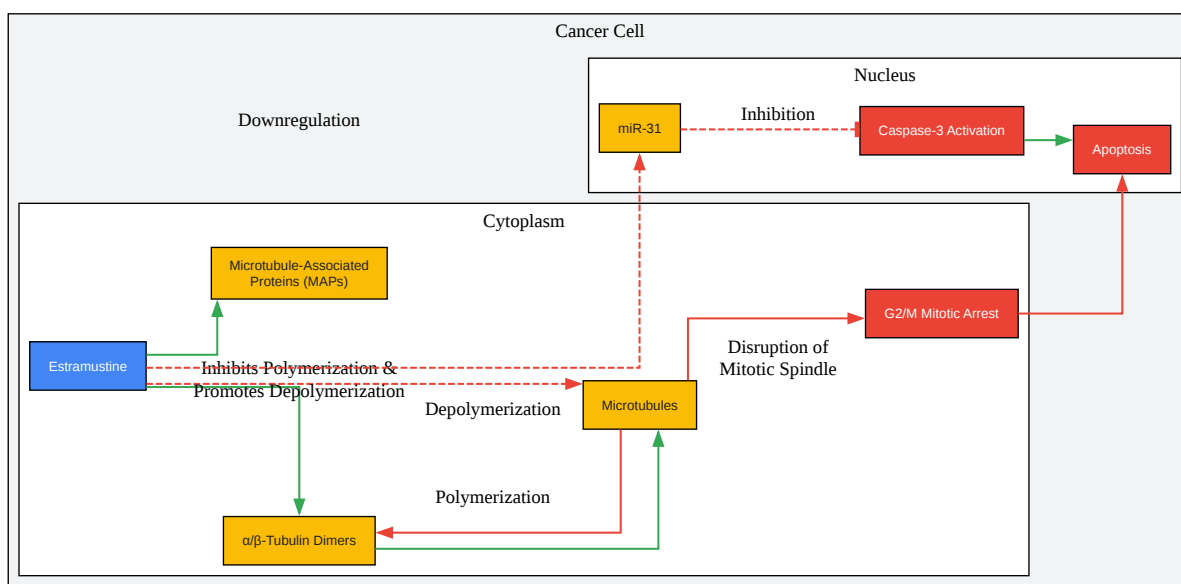 Cancer Cell
Nucleus
Downregulation
miR-31
Inhibition
Caspase-3 Activation
Apoptosis
Cytoplasm
Microtubule-Associated
Proteins (MAPs)
G2/M Mitotic Arrest
Estramustine
Inhibits Polymerization &
Promotes Depolymerization
Disruption of
Mitotic Spindle
Depolymerization
Microtubules
Polymerization
α/β-Tubulin Dimers